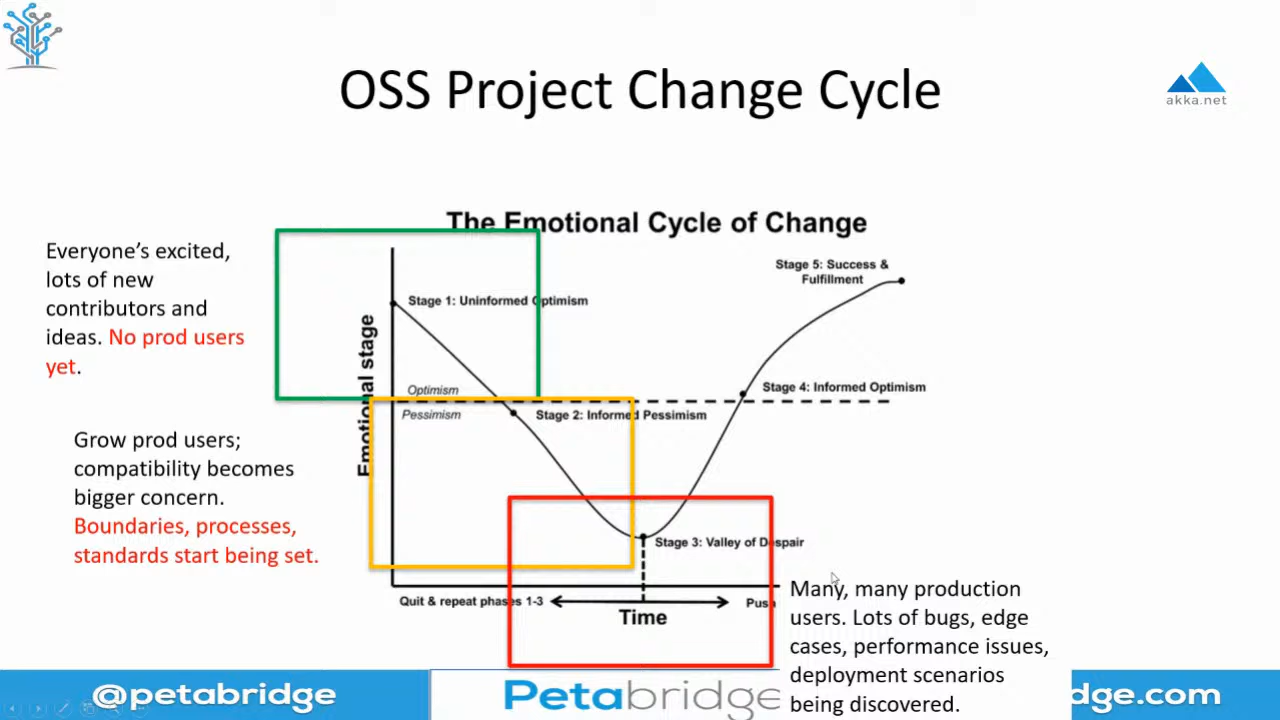 OSS Project Change Cycle
akka.net
The Emotional Cycle of Change
Everyone's excited,
lots of new
contributors and
ideas. No prod users
yet.
Stage 5: Success &
Fulfillment
Stage 1: Uninformed Optimism
Emotional stage
Optimism
Stage 4: Informed Optimism
Pessimism
Stage 2: Informed Pessimism
Grow prod users;
compatibility becomes
bigger concern.
Boundaries, processes,
standards start being set.
Stage 3: Valley of Despair
Quit & repeat phases 1-3
Time
Many, many production
users. Lots of bugs, edge
cases, performance issues,
deployment scenarios
being discovered.
@petabridge
Petabridge
dge.com